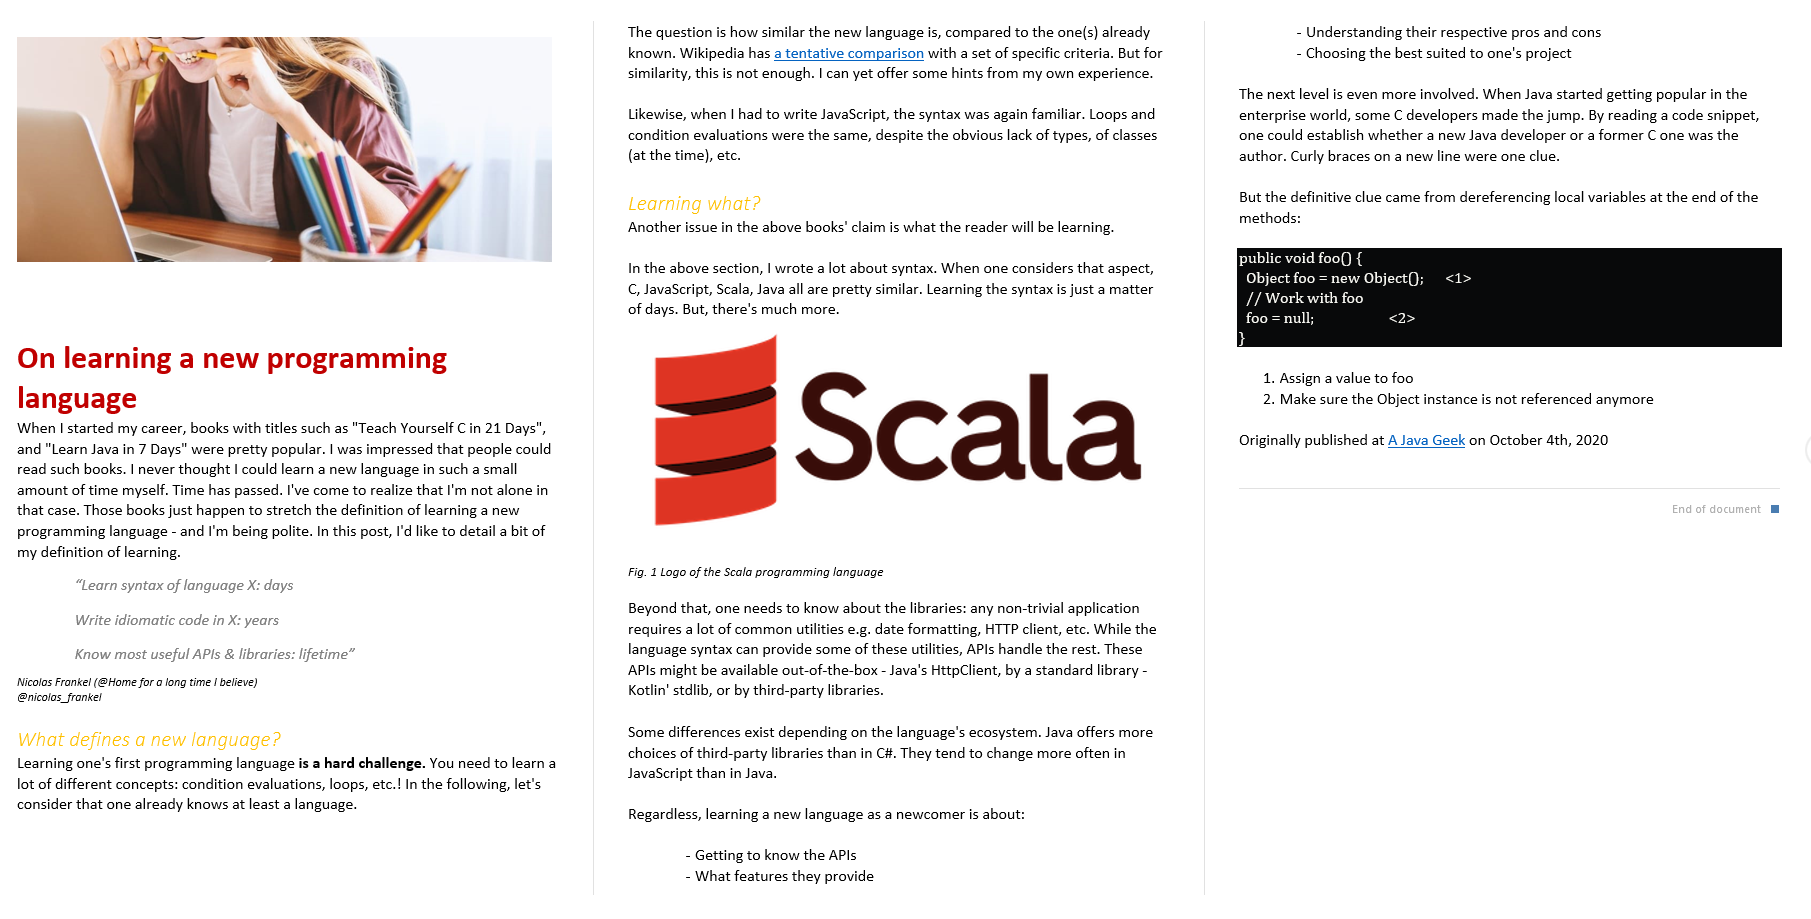 On learning a new programming
language
When I started my career, books with titles such as "Teach Yourself C in 21 Days",
and "Learn Java in 7 Days" were pretty popular. I was impressed that people could
read such books. I never thought I could learn a new language in such a small
amount of time myself. Time has passed. I've come to realize that I'm not alone in
that case. Those books just happen to stretch the definition of learning a new
programming language - and I'm being polite. In this post, I'd like to detail a bit of
my definition of learning.
“Learn syntax of language X: days
Write idiomatic code in X: years
Know most useful APIs & libraries: lifetime”
Nicolas Frankel (@Home for a long time I believe)
@nicolas_frankel
What defines a new language?
Learning one's first programming language is a hard challenge. You need to learn a
lot of different concepts: condition evaluations, loops, etc.! In the following, let's
consider that one already knows at least a language.
The question is how similar the new language is, compared to the one(s) already
known. Wikipedia has a tentative comparison with a set of specific criteria. But for
similarity, this is not enough. I can yet offer some hints from my own experience.
Likewise, when I had to write JavaScript, the syntax was again familiar. Loops and
condition evaluations were the same, despite the obvious lack of types, of classes
(at the time), etc.
Learning what?
Another issue in the above books' claim is what the reader will be learning.
In the above section, I wrote a lot about syntax. When one considers that aspect,
C, JavaScript, Scala, Java all are pretty similar. Learning the syntax is just a matter
of days. But, there's much more.
Scala
Fig. 1 Logo of the Scala programming language
Beyond that, one needs to know about the libraries: any non-trivial application
requires a lot of common utilities e.g. date formatting, HTTP client, etc. While the
language syntax can provide some of these utilities, APIs handle the rest. These
APIs might be available out-of-the-box - Java's HttpClient, by a standard library -
Kotlin' stdlib, or by third-party libraries.
Some differences exist depending on the language's ecosystem. Java offers more
choices of third-party libraries than in C#. They tend to change more often in
JavaScript than in Java.
Regardless, learning a new language as a newcomer is about:
- Getting to know the APIs
- What features they provide
- Understanding their respective pros and cons
- Choosing the best suited to one's project
The next level is even more involved. When Java started getting popular in the
enterprise world, some C developers made the jump. By reading a code snippet,
one could establish whether a new Java developer or a former C one was the
author. Curly braces on a new line were one clue.
But the definitive clue came from dereferencing local variables at the end of the
methods:
public void foo() {
Object foo = new Object(); <1>
// Work with foo
foo = null; <2>
}
1. Assign a value to foo
2. Make sure the Object instance is not referenced anymore
Originally published at A Java Geek on October 4th, 2020
End of document